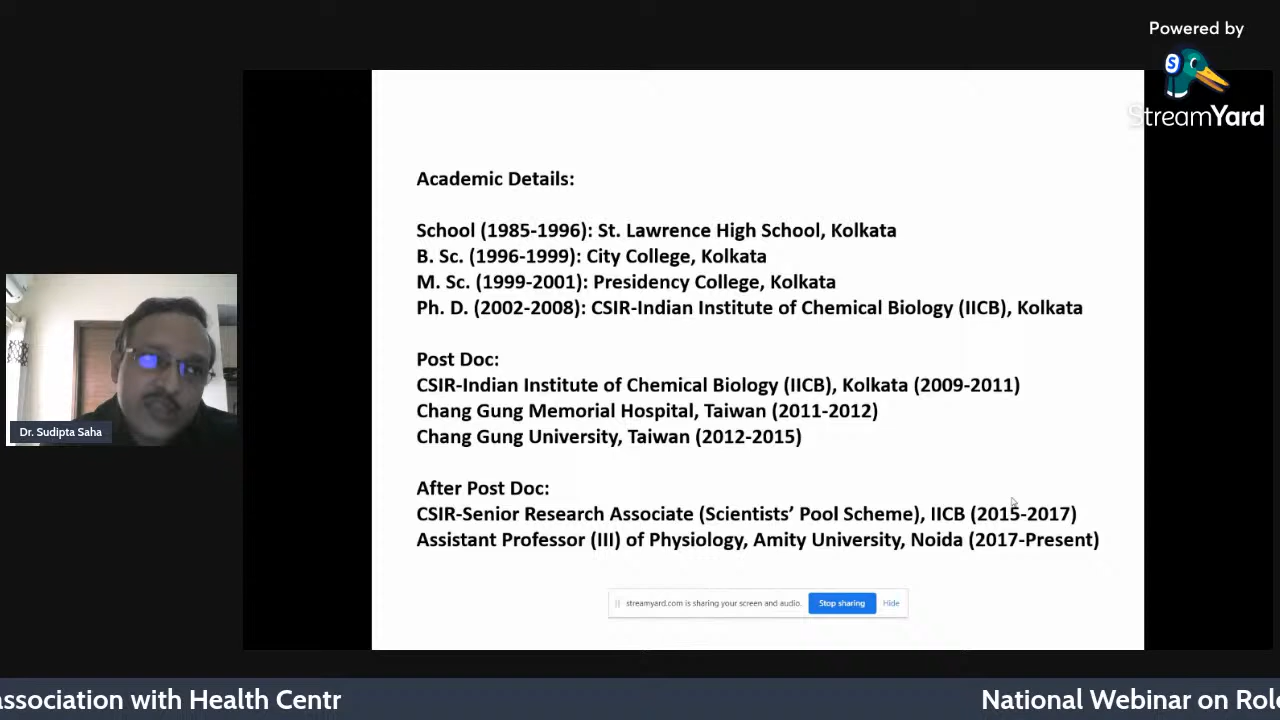 Powered by
StreamYard
Academic Details:
School (1985-1996): St. Lawrence High School, Kolkata
B. Sc. (1996-1999): City College, Kolkata
M. Sc. (1999-2001): Presidency College, Kolkata
Ph. D. (2002-2008): CSIR-Indian Institute of Chemical Biology (IICB), Kolkata
Post Doc:
CSIR-Indian Institute of Chemical Biology (IICB), Kolkata (2009-2011)
Chang Gung Memorial Hospital, Taiwan (2011-2012)
Chang Gung University, Taiwan (2012-2015)
After Post Doc:
CSIR-Senior Research Associate (Scientists’ Pool Scheme), IICB (2015-2017)
Assistant Professor (III) of Physiology, Amity University, Noida (2017-Present)
streamyard.com is sharing your screen and audio. Stop sharing Hide
Dr. Sudipta Saha
association with Health Centr National Webinar on Role